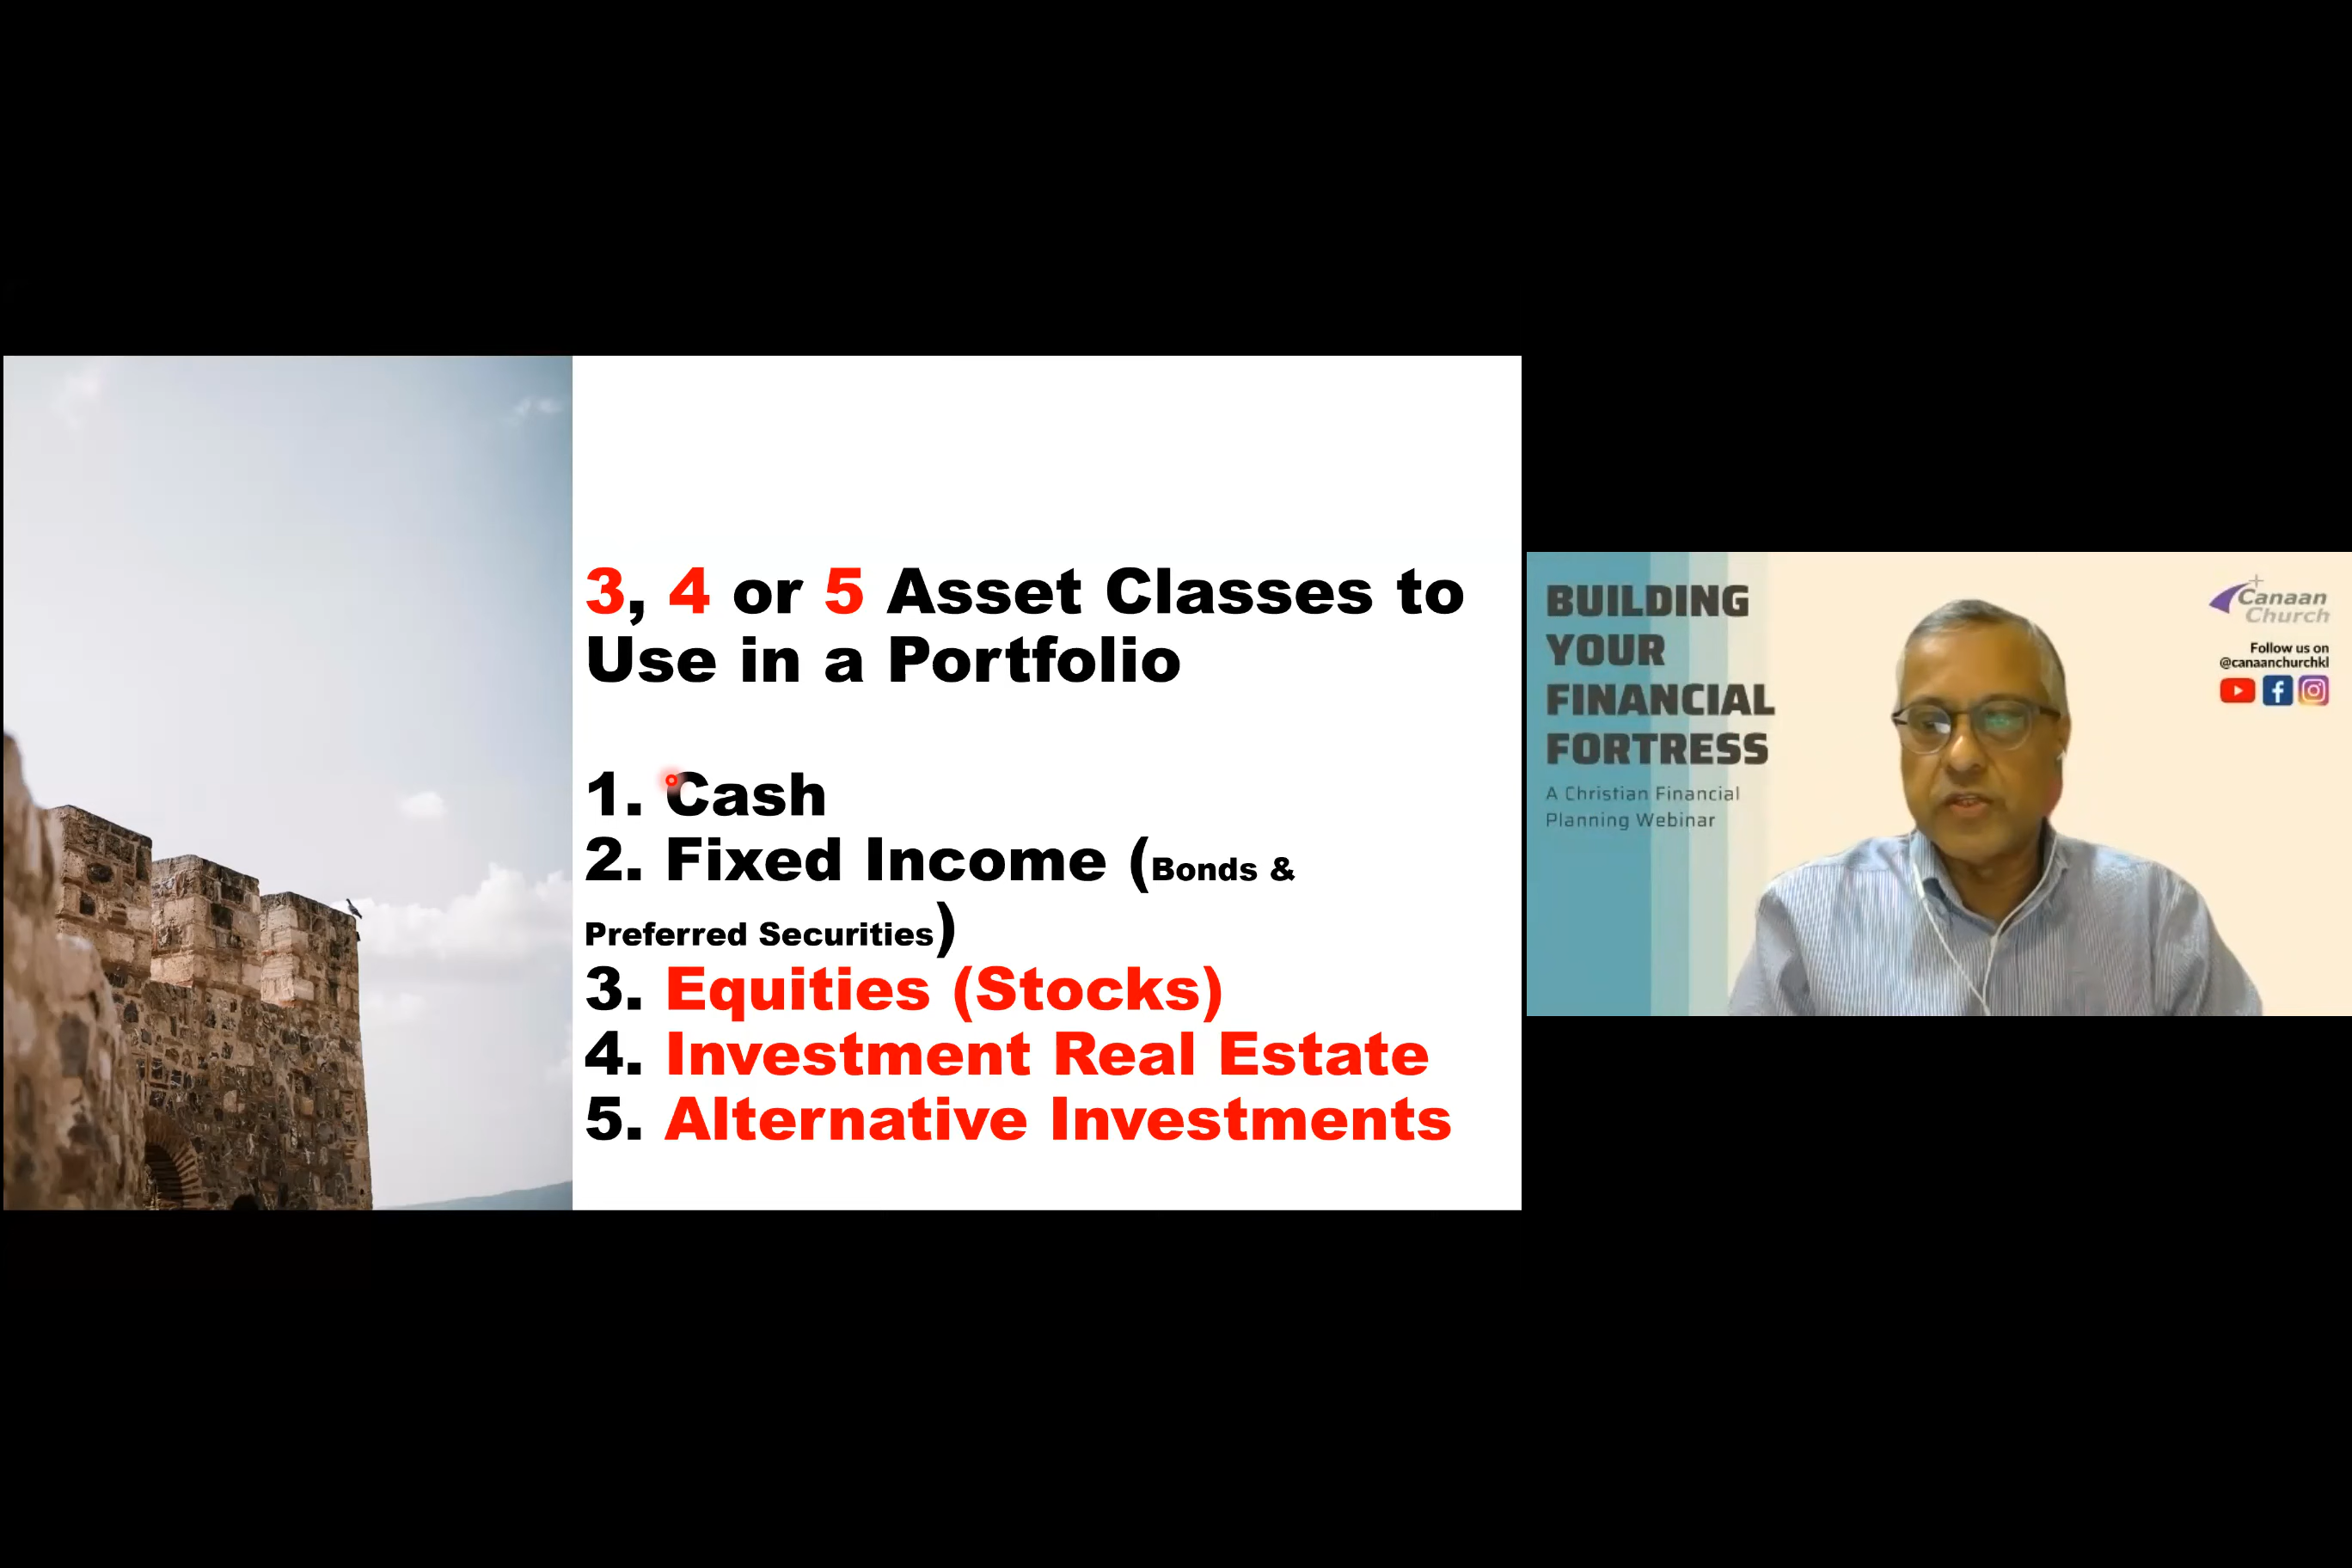 3, 4 or 5 Asset Classes to
Use in a Portfolio
1. Cash
2. Fixed Income (Bonds &
Preferred Securities)
3. Equities (Stocks)
4. Investment Real Estate
5. Alternative Investments
BUILDING
YOUR
FINANCIAL
FORTRESS
A Christian Financial
Planning Webinar
Canaan
Church
Follow us on
@canaanchurchkl